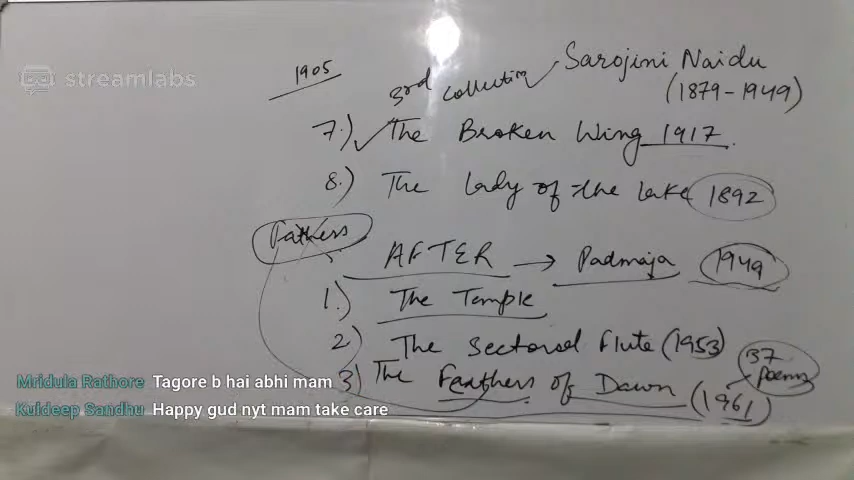 streamlabs
1905
3rd collection
Sarojini Naidu
(1879-1949)
7.) The Broken Wing 1917.
8.) The Lady of the Lake 1892
Fathers
AFTER → Padmaja 1949
1.) The Temple
2) The Sectored Flute (1953)
37 Poems
3) The Feathers of Dawn (1961)
Mridula Rathore Tagore b hai abhi mam
Kuldeep Sandhu Happy gud nyt mam take care